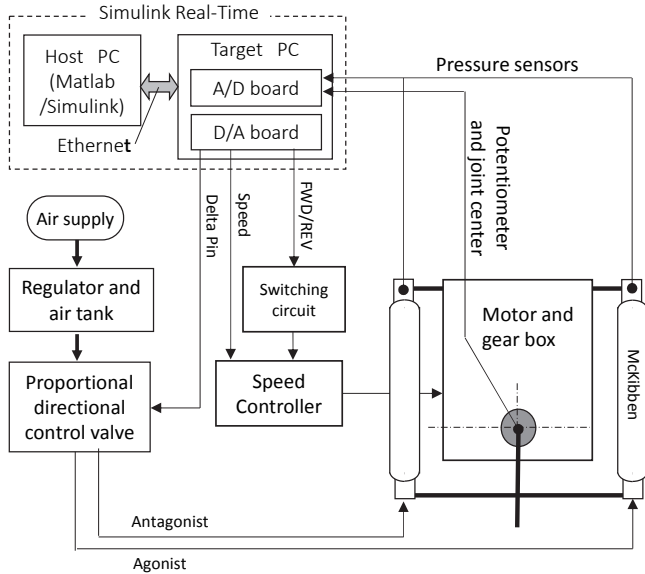 Simulink Real-Time
Host PC
(Matlab
/Simulink)
Target PC
A/D board
D/A board
Ethernet
Pressure sensors
Potentiometer
and joint center
Delta Pin
Speed
FWD/REV
Air supply
Regulator and
air tank
Switching
circuit
Proportional
directional
control valve
Speed
Controller
Motor and
gear box
McKibben
Antagonist
Agonist